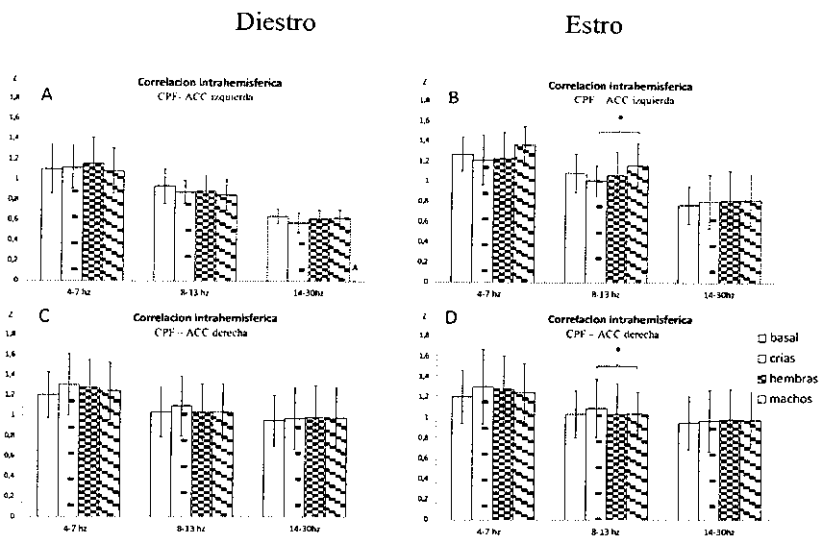 Diestro
Estro
A
Correlacion intrahemisferica
CPF- ACC izquierda
z
1,8
1,6
1,4
1,2
1
0,8
0,6
0,4
0,2
0
4-7 hz
8-13 hz
14-30hz
B
Correlacion intrahemisferica
CPF - ACC izquierda
z
1,8
1,6
1,4
1,2
1
0,8
0,6
0,4
0,2
0
*
4-7 hz
8-13 hz
14-30hz
C
Correlacion intrahemisferica
CPF - ACC derecha
z
1,8
1,6
1,4
1,2
1
0,8
0,6
0,4
0,2
0
4-7 hz
8-13 hz
14-30hz
D
Correlacion intrahemisferica
CPF - ACC derecha
z
1,8
1,6
1,4
1,2
1
0,8
0,6
0,4
0,2
0
*
4-7 hz
8-13 hz
14-30hz
basal
crias
hembras
machos